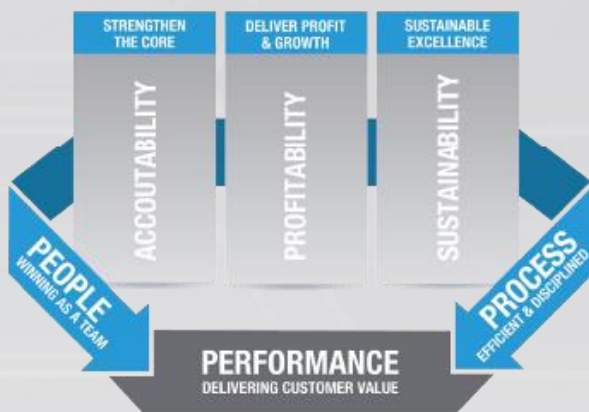 STRENGTHEN
THE CORE
DELIVER PROFIT
& GROWTH
SUSTAINABLE
EXCELLENCE
ACCOUTABILITY
PROFITABILITY
SUSTAINABILITY
PEOPLE
WINNING AS A TEAM
PROCESS
EFFICIENT & DISCIPLINED
PERFORMANCE
DELIVERING CUSTOMER VALUE